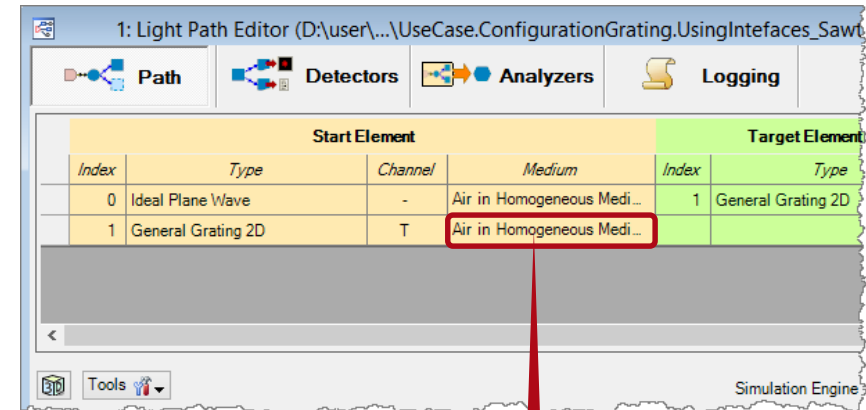 1: Light Path Editor (D:\user\...\UseCase.ConfigurationGrating.UsingIntefaces_Sawt
Path Detectors Analyzers Logging
Start Element Target Element
Index Type Channel Medium Index Type
0 Ideal Plane Wave - Air in Homogeneous Medi... 1 General Grating 2D
1 General Grating 2D T Air in Homogeneous Medi...
<
3D Tools Simulation Engine